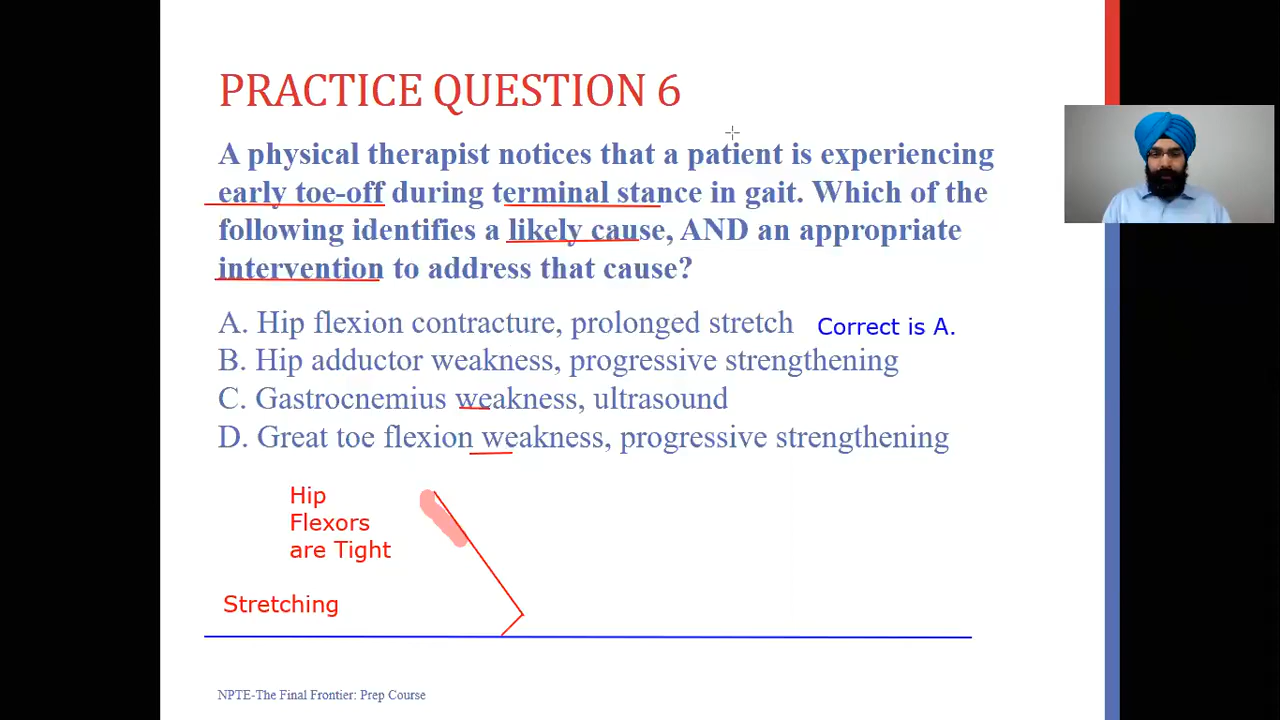 PRACTICE QUESTION 6
A physical therapist notices that a patient is experiencing
early toe-off during terminal stance in gait. Which of the
following identifies a likely cause, AND an appropriate
intervention to address that cause?
A. Hip flexion contracture, prolonged stretch
Correct is A.
B. Hip adductor weakness, progressive strengthening
C. Gastrocnemius weakness, ultrasound
D. Great toe flexion weakness, progressive strengthening
Hip
Flexors
are Tight
Stretching
NPTE-The Final Frontier: Prep Course